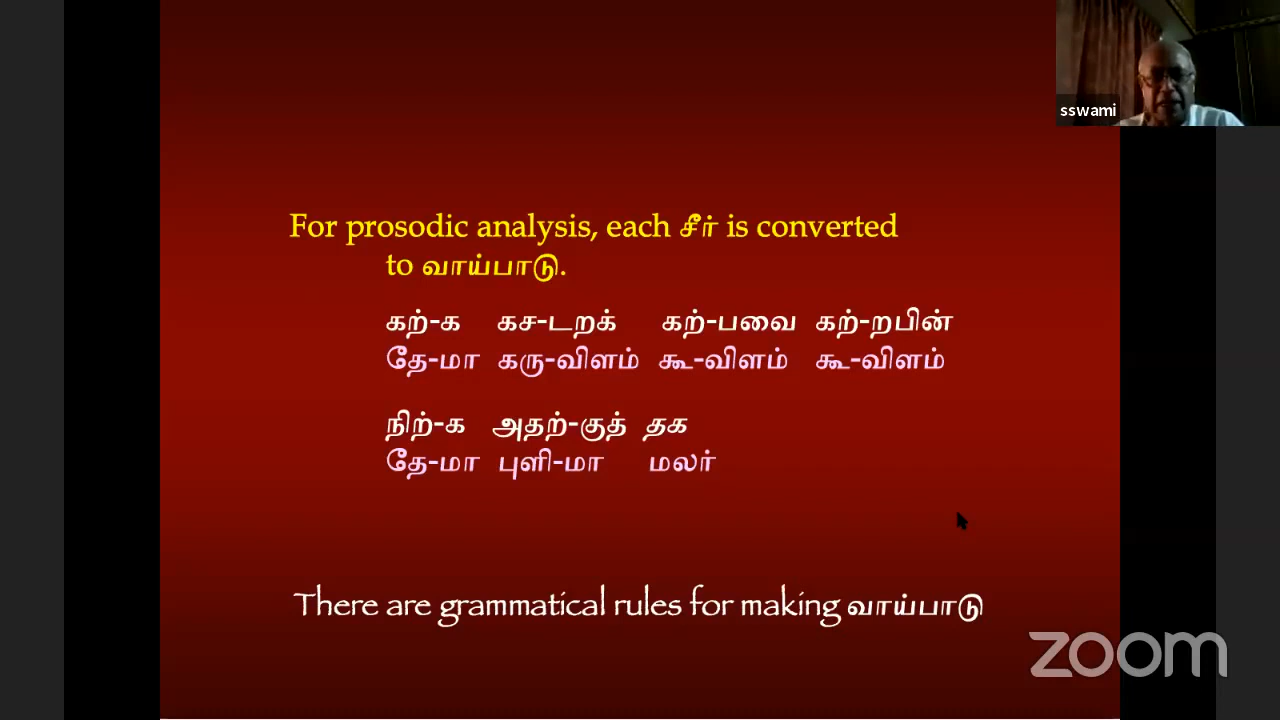 sswami
For prosodic analysis, each சீர் is converted
to வாய்பாடு.
கற்-க கச-டறக் கற்-பவை கற்-றபின்
தே-மா கரு-விளம் கூ-விளம் கூ-விளம்
நிற்-க அதற்-குத் தக
தே-மா புளி-மா மலர்
There are grammatical rules for making வாய்பாடு
zoom